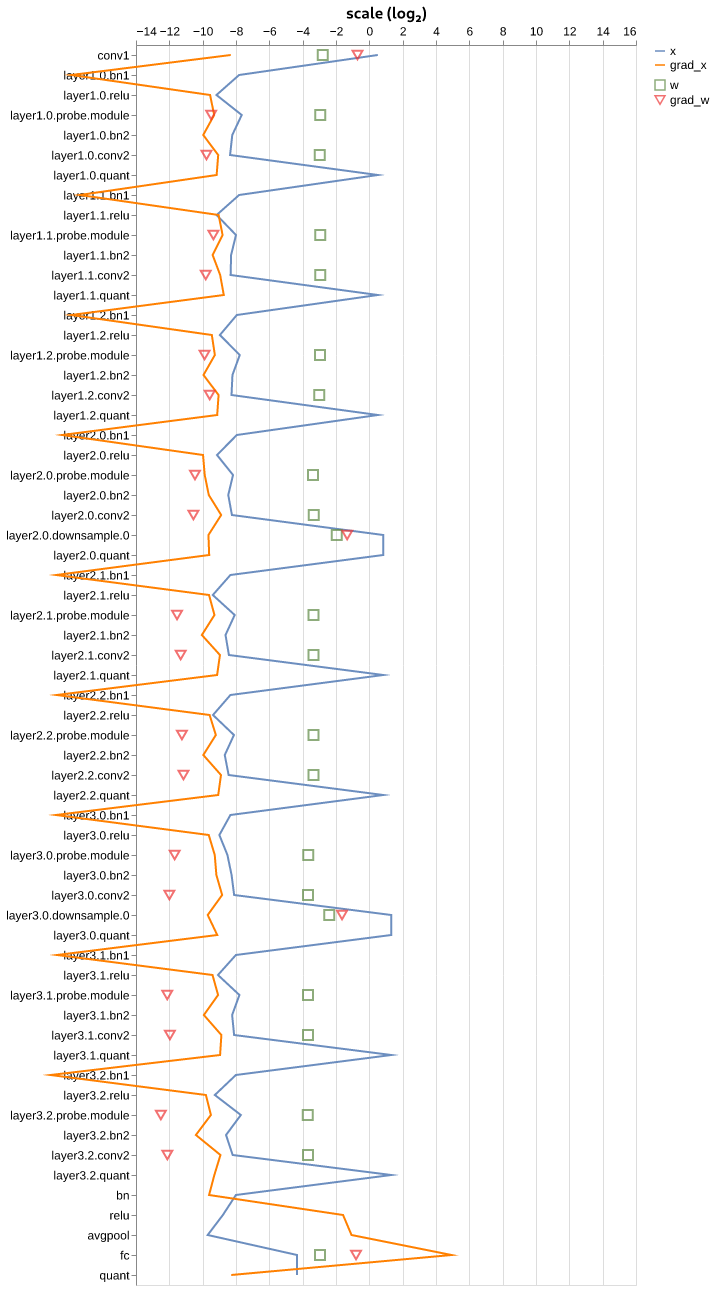 scale (log₂)
−14 −12 −10 −8 −6 −4 −2 0 2 4 6 8 10 12 14 16
x
grad_x
w
grad_w
conv1
layer1.0.bn1
layer1.0.relu
layer1.0.probe.module
layer1.0.bn2
layer1.0.conv2
layer1.0.quant
layer1.1.bn1
layer1.1.relu
layer1.1.probe.module
layer1.1.bn2
layer1.1.conv2
layer1.1.quant
layer1.2.bn1
layer1.2.relu
layer1.2.probe.module
layer1.2.bn2
layer1.2.conv2
layer1.2.quant
layer2.0.bn1
layer2.0.relu
layer2.0.probe.module
layer2.0.bn2
layer2.0.conv2
layer2.0.downsample.0
layer2.0.quant
layer2.1.bn1
layer2.1.relu
layer2.1.probe.module
layer2.1.bn2
layer2.1.conv2
layer2.1.quant
layer2.2.bn1
layer2.2.relu
layer2.2.probe.module
layer2.2.bn2
layer2.2.conv2
layer2.2.quant
layer3.0.bn1
layer3.0.relu
layer3.0.probe.module
layer3.0.bn2
layer3.0.conv2
layer3.0.downsample.0
layer3.0.quant
layer3.1.bn1
layer3.1.relu
layer3.1.probe.module
layer3.1.bn2
layer3.1.conv2
layer3.1.quant
layer3.2.bn1
layer3.2.relu
layer3.2.probe.module
layer3.2.bn2
layer3.2.conv2
layer3.2.quant
bn
relu
avgpool
fc
quant